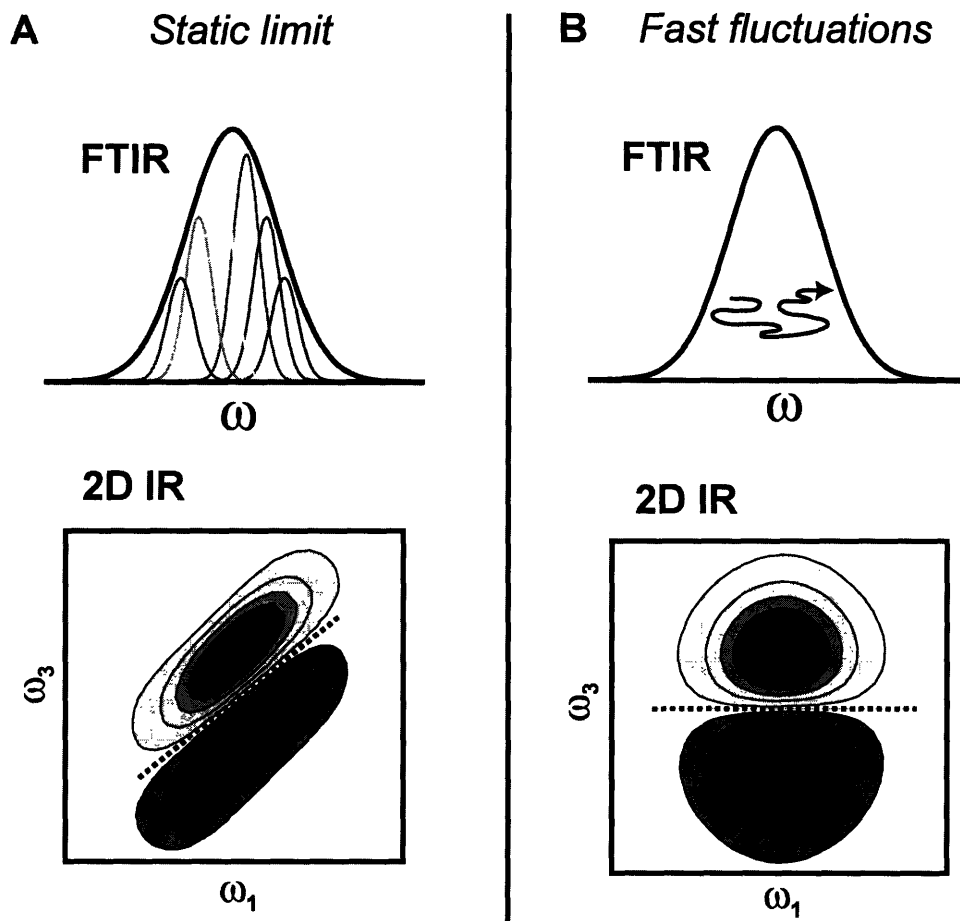 A Static limit
FTIR
ω
2D IR
ω₃
ω₁
B Fast fluctuations
FTIR
ω
2D IR
ω₃
ω₁